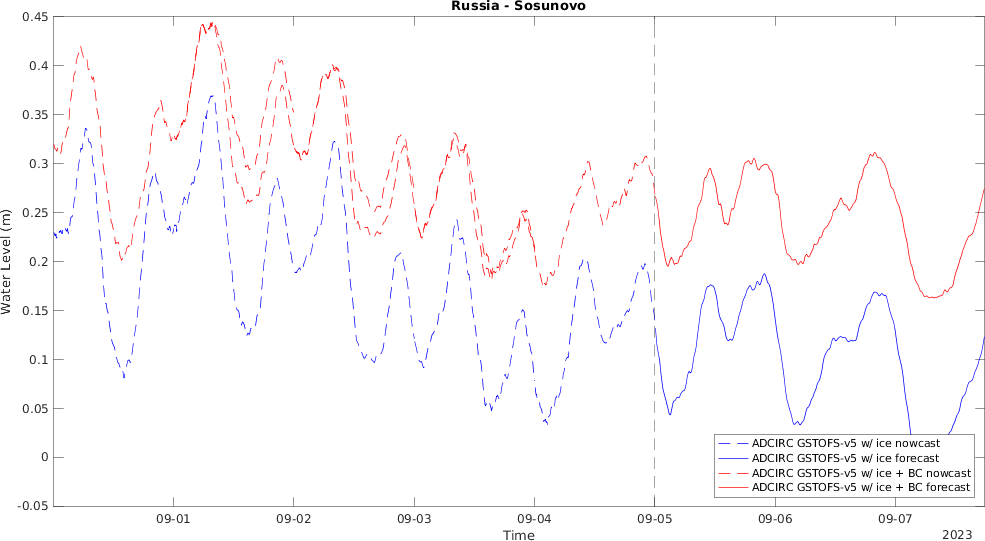 Russia - Sosunovo
0.45
0.4
0.35
0.3
0.25
0.2
0.15
0.1
0.05
0
-0.05
Water Level (m)
ADCIRC GSTOFS-v5 w/ ice nowcast
ADCIRC GSTOFS-v5 w/ ice forecast
ADCIRC GSTOFS-v5 w/ ice + BC nowcast
ADCIRC GSTOFS-v5 w/ ice + BC forecast
09-01 09-02 09-03 09-04 09-05 09-06 09-07
Time
2023